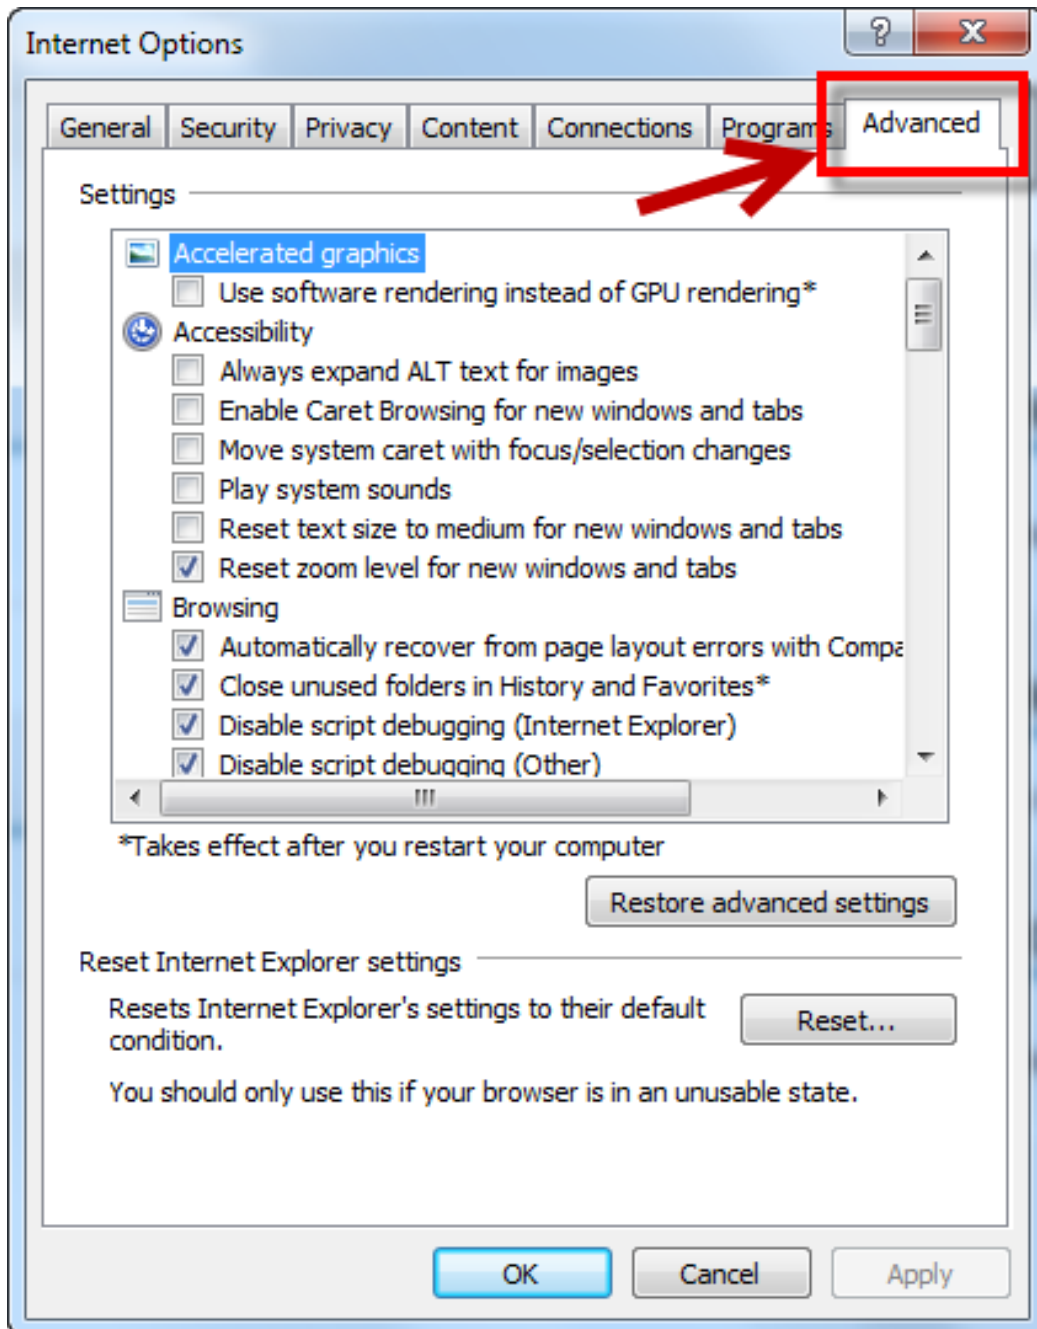 Internet Options
General Security Privacy Content Connections Programs Advanced
Settings
Accelerated graphics
Use software rendering instead of GPU rendering*
Accessibility
Always expand ALT text for images
Enable Caret Browsing for new windows and tabs
Move system caret with focus/selection changes
Play system sounds
Reset text size to medium for new windows and tabs
Reset zoom level for new windows and tabs
Browsing
Automatically recover from page layout errors with Compa
Close unused folders in History and Favorites*
Disable script debugging (Internet Explorer)
Disable script debugging (Other)
*Takes effect after you restart your computer
Restore advanced settings
Reset Internet Explorer settings
Resets Internet Explorer's settings to their default
condition.
Reset...
You should only use this if your browser is in an unusable state.
OK Cancel Apply